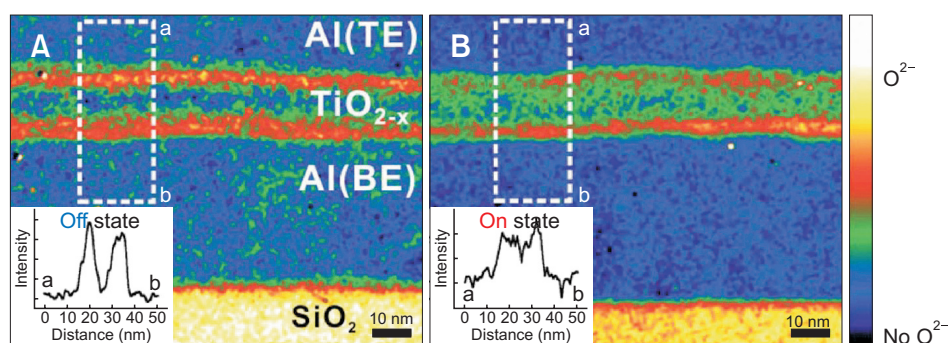 A
a
Al(TE)
TiO2-x
Al(BE)
b
Off state
Intensity
a
b
0 10 20 30 40 50
Distance (nm)
SiO2
10 nm
B
a
b
On state
Intensity
a
b
0 10 20 30 40 50
Distance (nm)
10 nm
O2−
No O2−